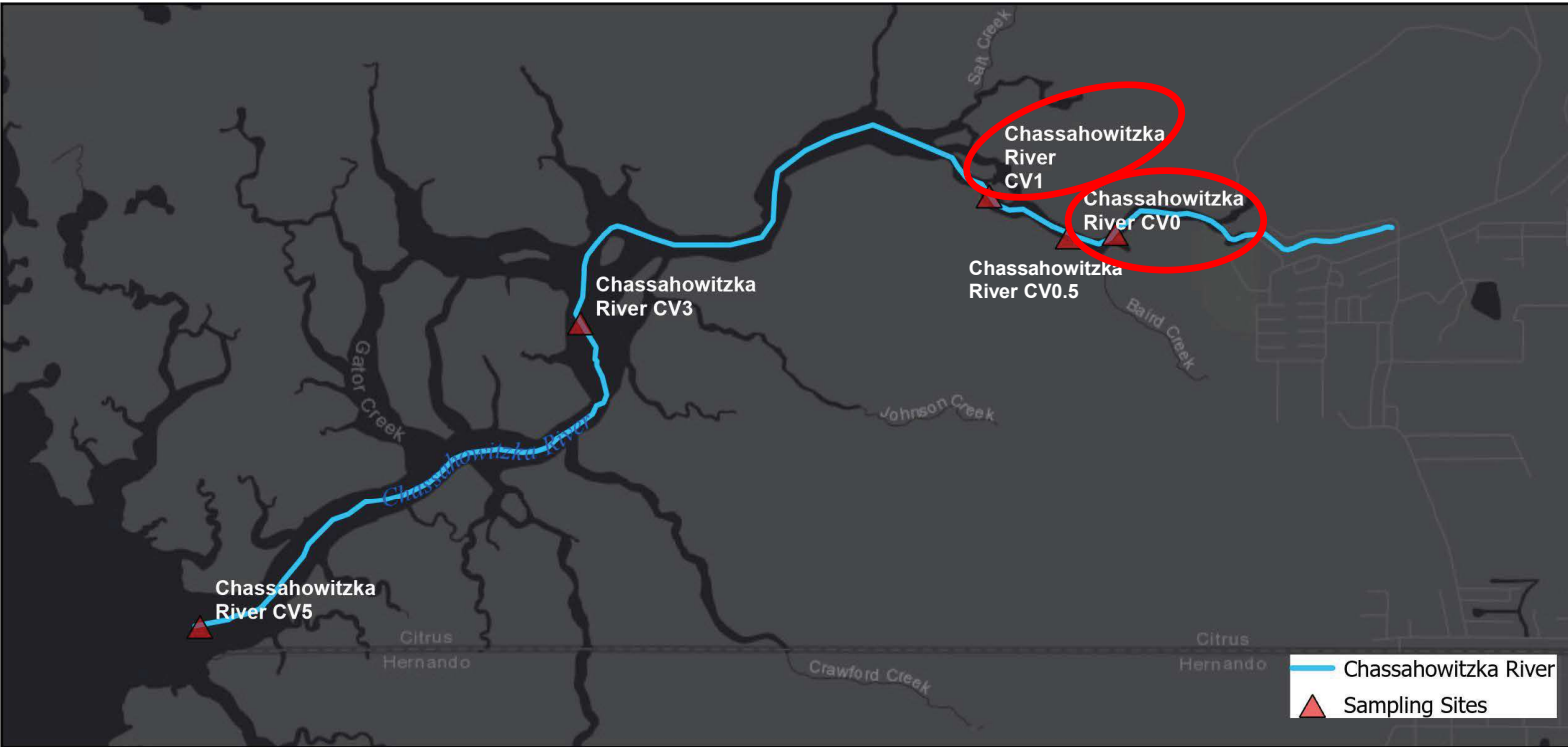 Salt Creek
Chassahowitzka
River
CV1
Chassahowitzka
River CV0
Chassahowitzka
River CV0.5
Chassahowitzka
River CV3
Baird Creek
Gator Creek
Johnson Creek
Chassahowitzka River
Chassahowitzka
River CV5
Citrus
Hernando
Citrus
Hernando
Crawford Creek
Chassahowitzka River
Sampling Sites